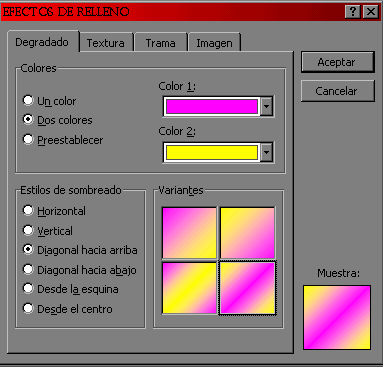 EFECTOS DE RELLENO
Degradado Textura Trama Imagen
Aceptar
Cancelar
Colores
Un color
Dos colores
Preestablecer
Color 1:
Color 2:
Estilos de sombreado
Horizontal
Vertical
Diagonal hacia arriba
Diagonal hacia abajo
Desde la esquina
Desde el centro
Variantes
Muestra: